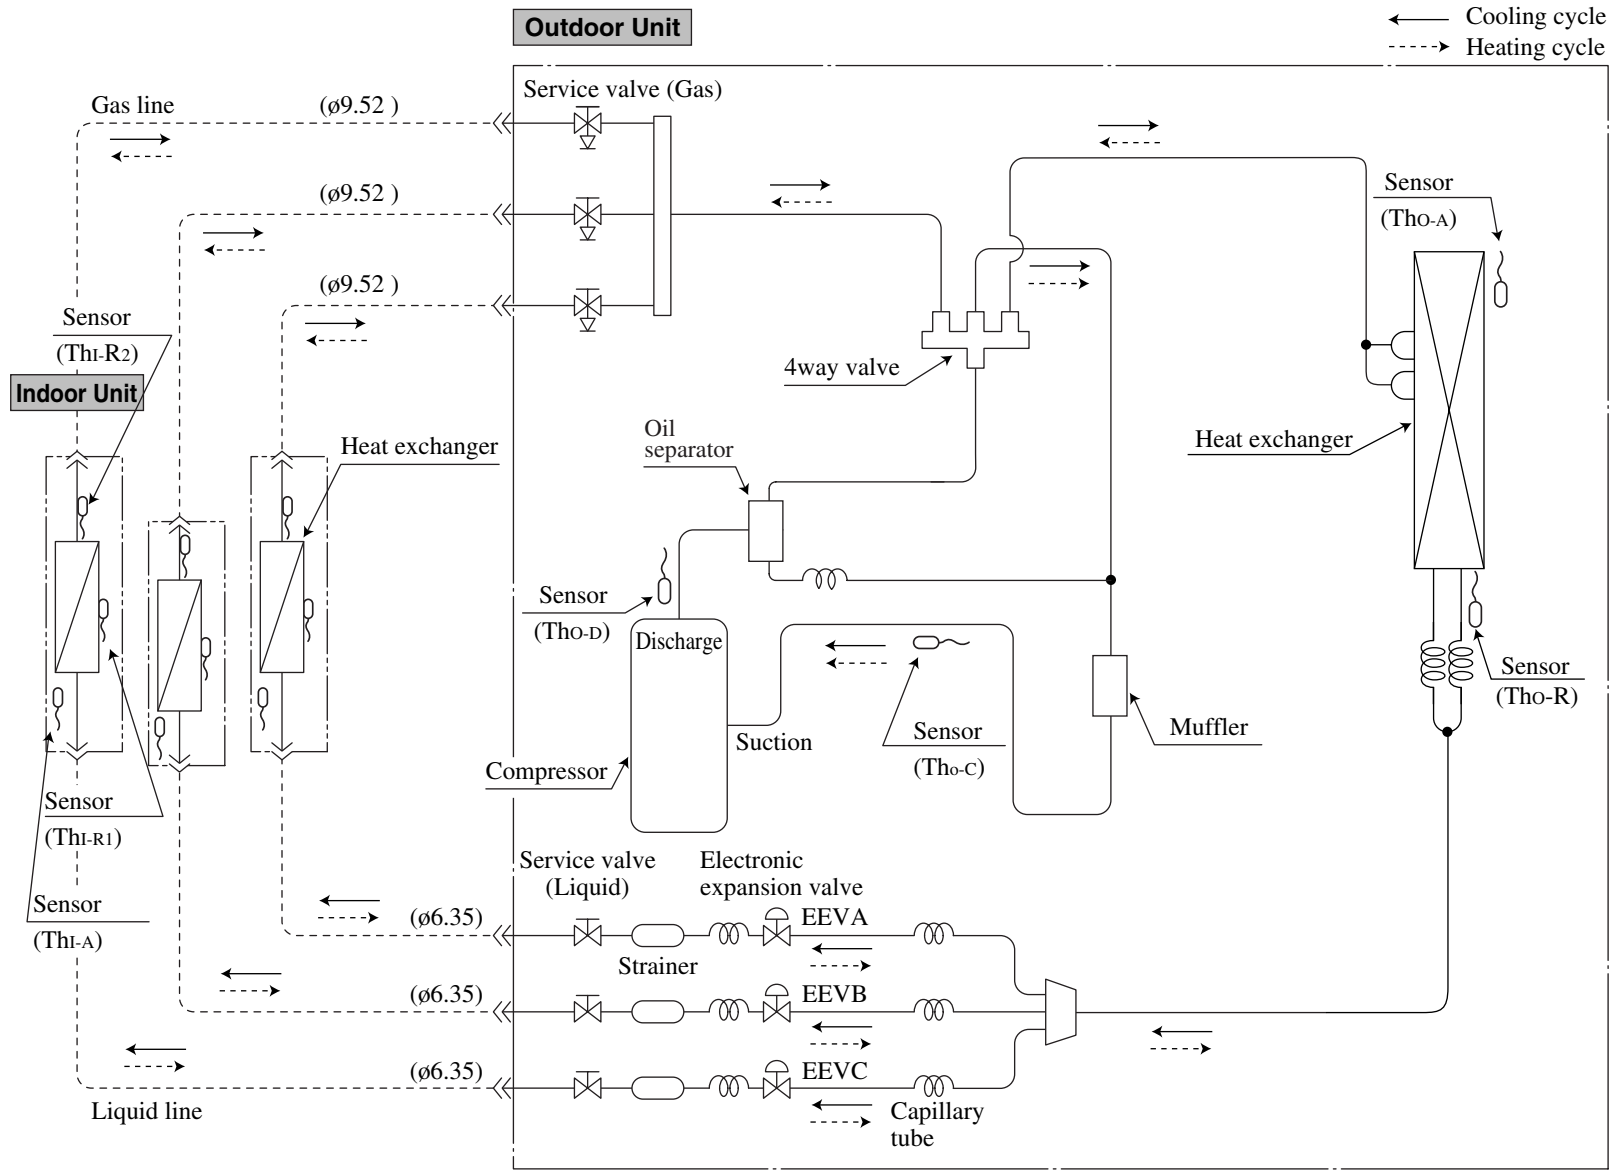 Outdoor Unit
Cooling cycle
Heating cycle
Service valve (Gas)
Gas line
(ø9.52 )
(ø9.52 )
(ø9.52 )
Sensor
(ThO-A)
Sensor
(ThI-R2)
Indoor Unit
4way valve
Heat exchanger
Oil
separator
Heat exchanger
Sensor
(ThO-D)
Discharge
Sensor
(ThO-R)
Suction
Sensor
(Tho-C)
Muffler
Compressor
Sensor
(ThI-R1)
Sensor
(ThI-A)
Service valve
(Liquid)
Electronic
expansion valve
(ø6.35)
EEVA
Strainer
(ø6.35)
EEVB
(ø6.35)
EEVC
Liquid line
Capillary
tube